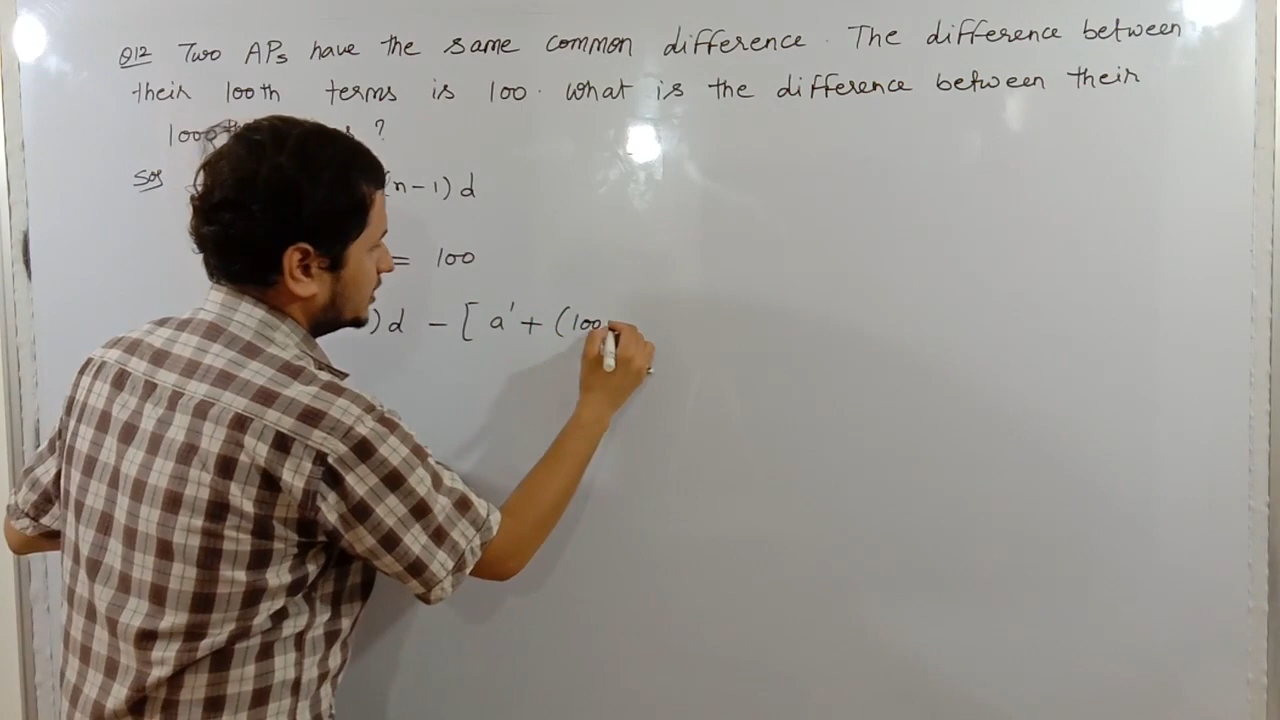 Q12 Two APs have the same common difference. The difference between
their 100th terms is 100. What is the difference between their
1000th ?
Sol (n-1)d
= 100
)d - [a' + (100